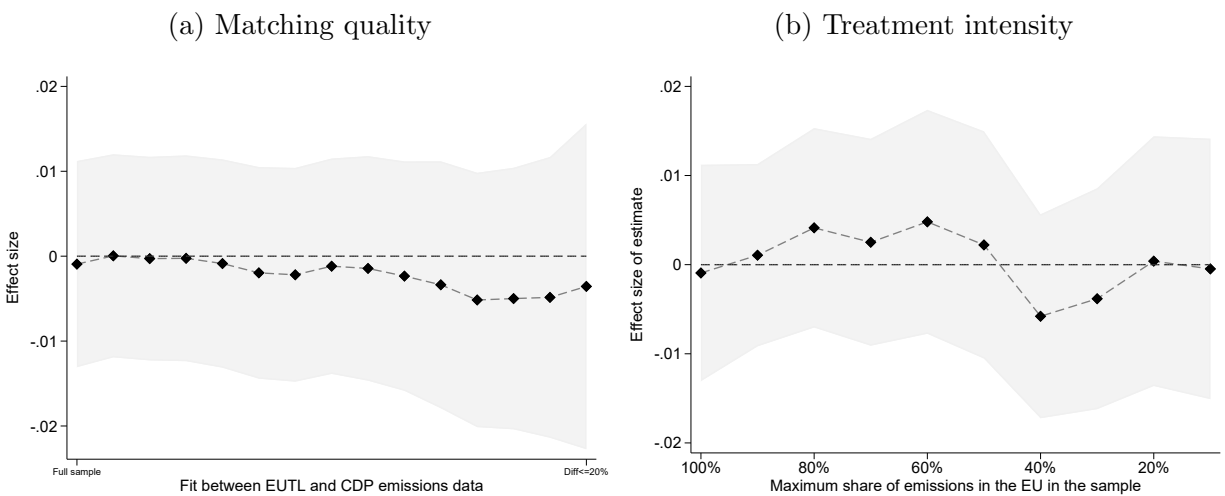 (a) Matching quality
.02
.01
0
-.01
-.02
Effect size
Full sample
Diff<=20%
Fit between EUTL and CDP emissions data
(b) Treatment intensity
.02
.01
0
-.01
-.02
Effect size of estimate
100%
80%
60%
40%
20%
Maximum share of emissions in the EU in the sample